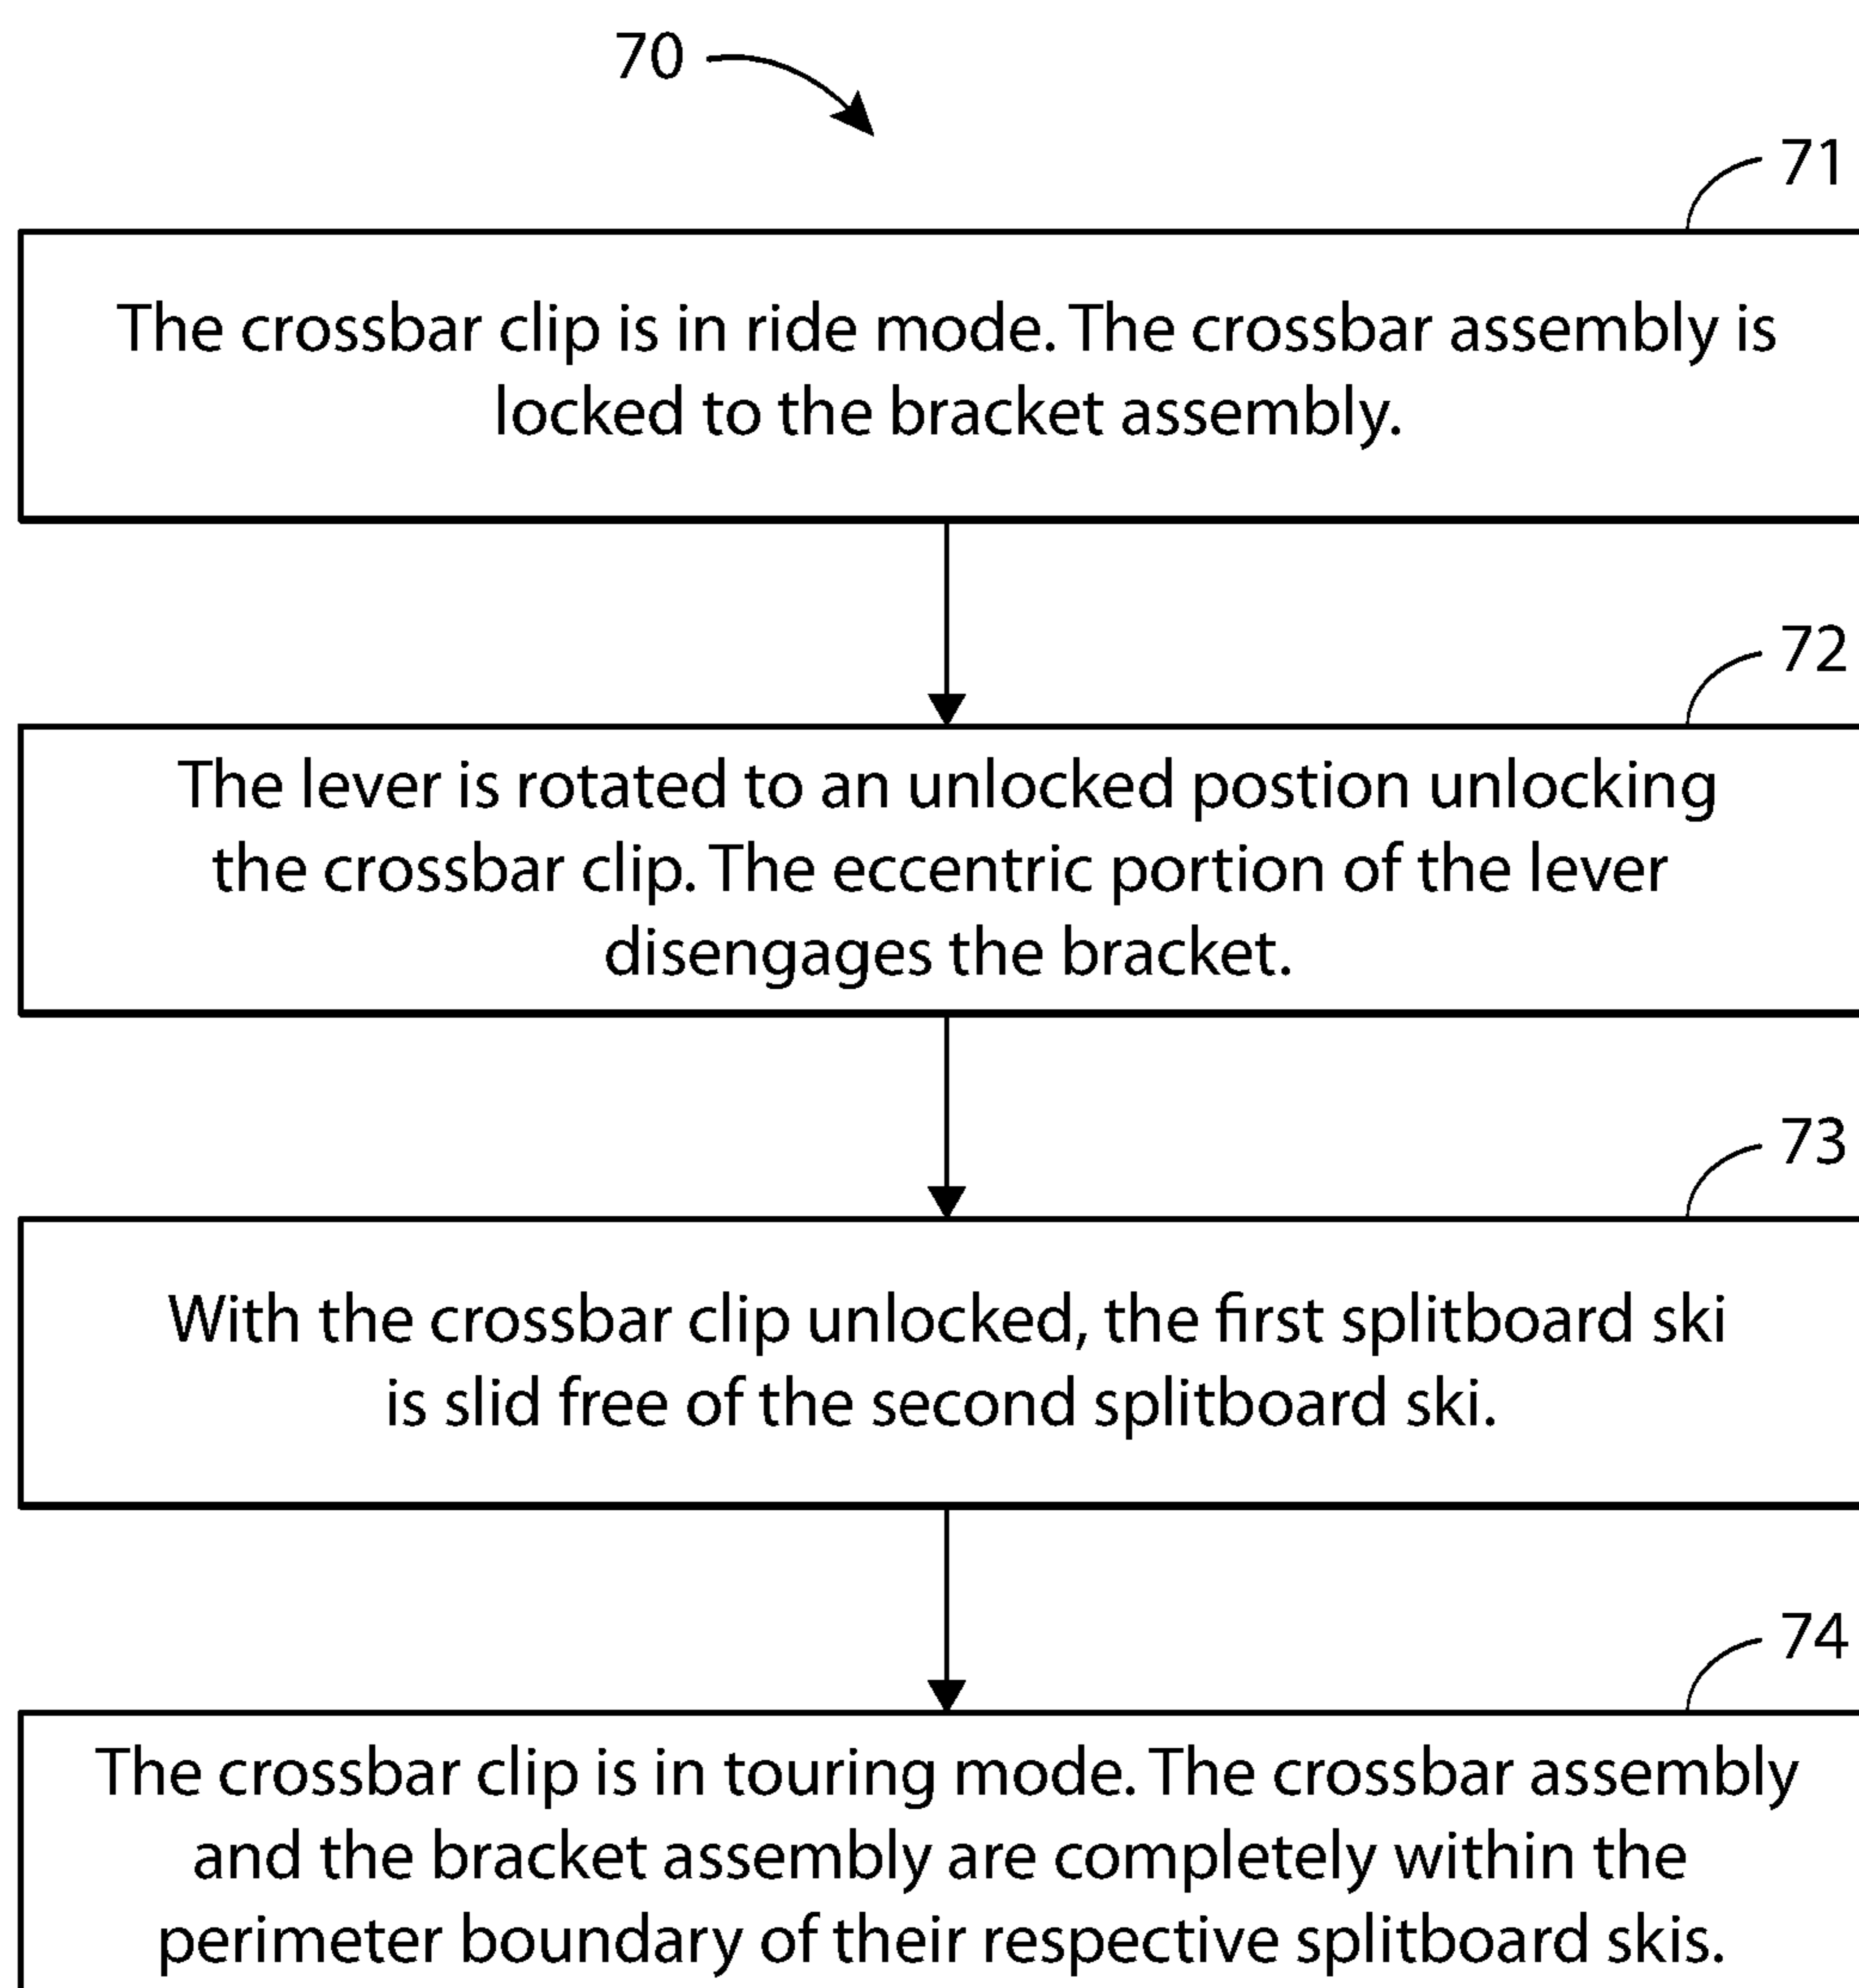 70
71
The crossbar clip is in ride mode. The crossbar assembly is
locked to the bracket assembly.
72
The lever is rotated to an unlocked postion unlocking
the crossbar clip. The eccentric portion of the lever
disengages the bracket.
73
With the crossbar clip unlocked, the first splitboard ski
is slid free of the second splitboard ski.
74
The crossbar clip is in touring mode. The crossbar assembly
and the bracket assembly are completely within the
perimeter boundary of their respective splitboard skis.